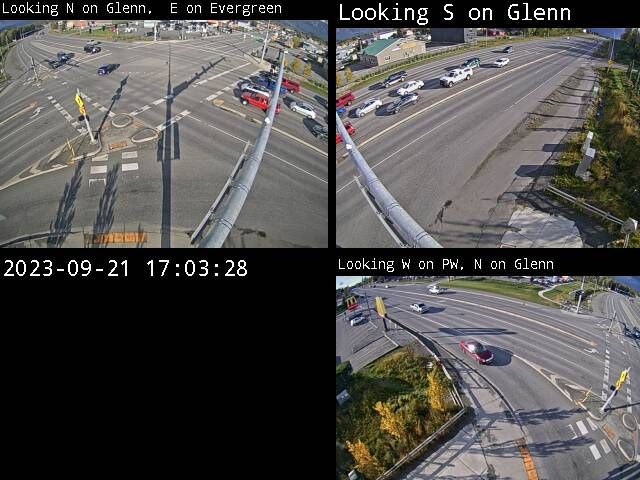 Looking N on Glenn, E on Evergreen
Looking S on Glenn
2023-09-21 17:03:28
Looking W on PW, N on Glenn